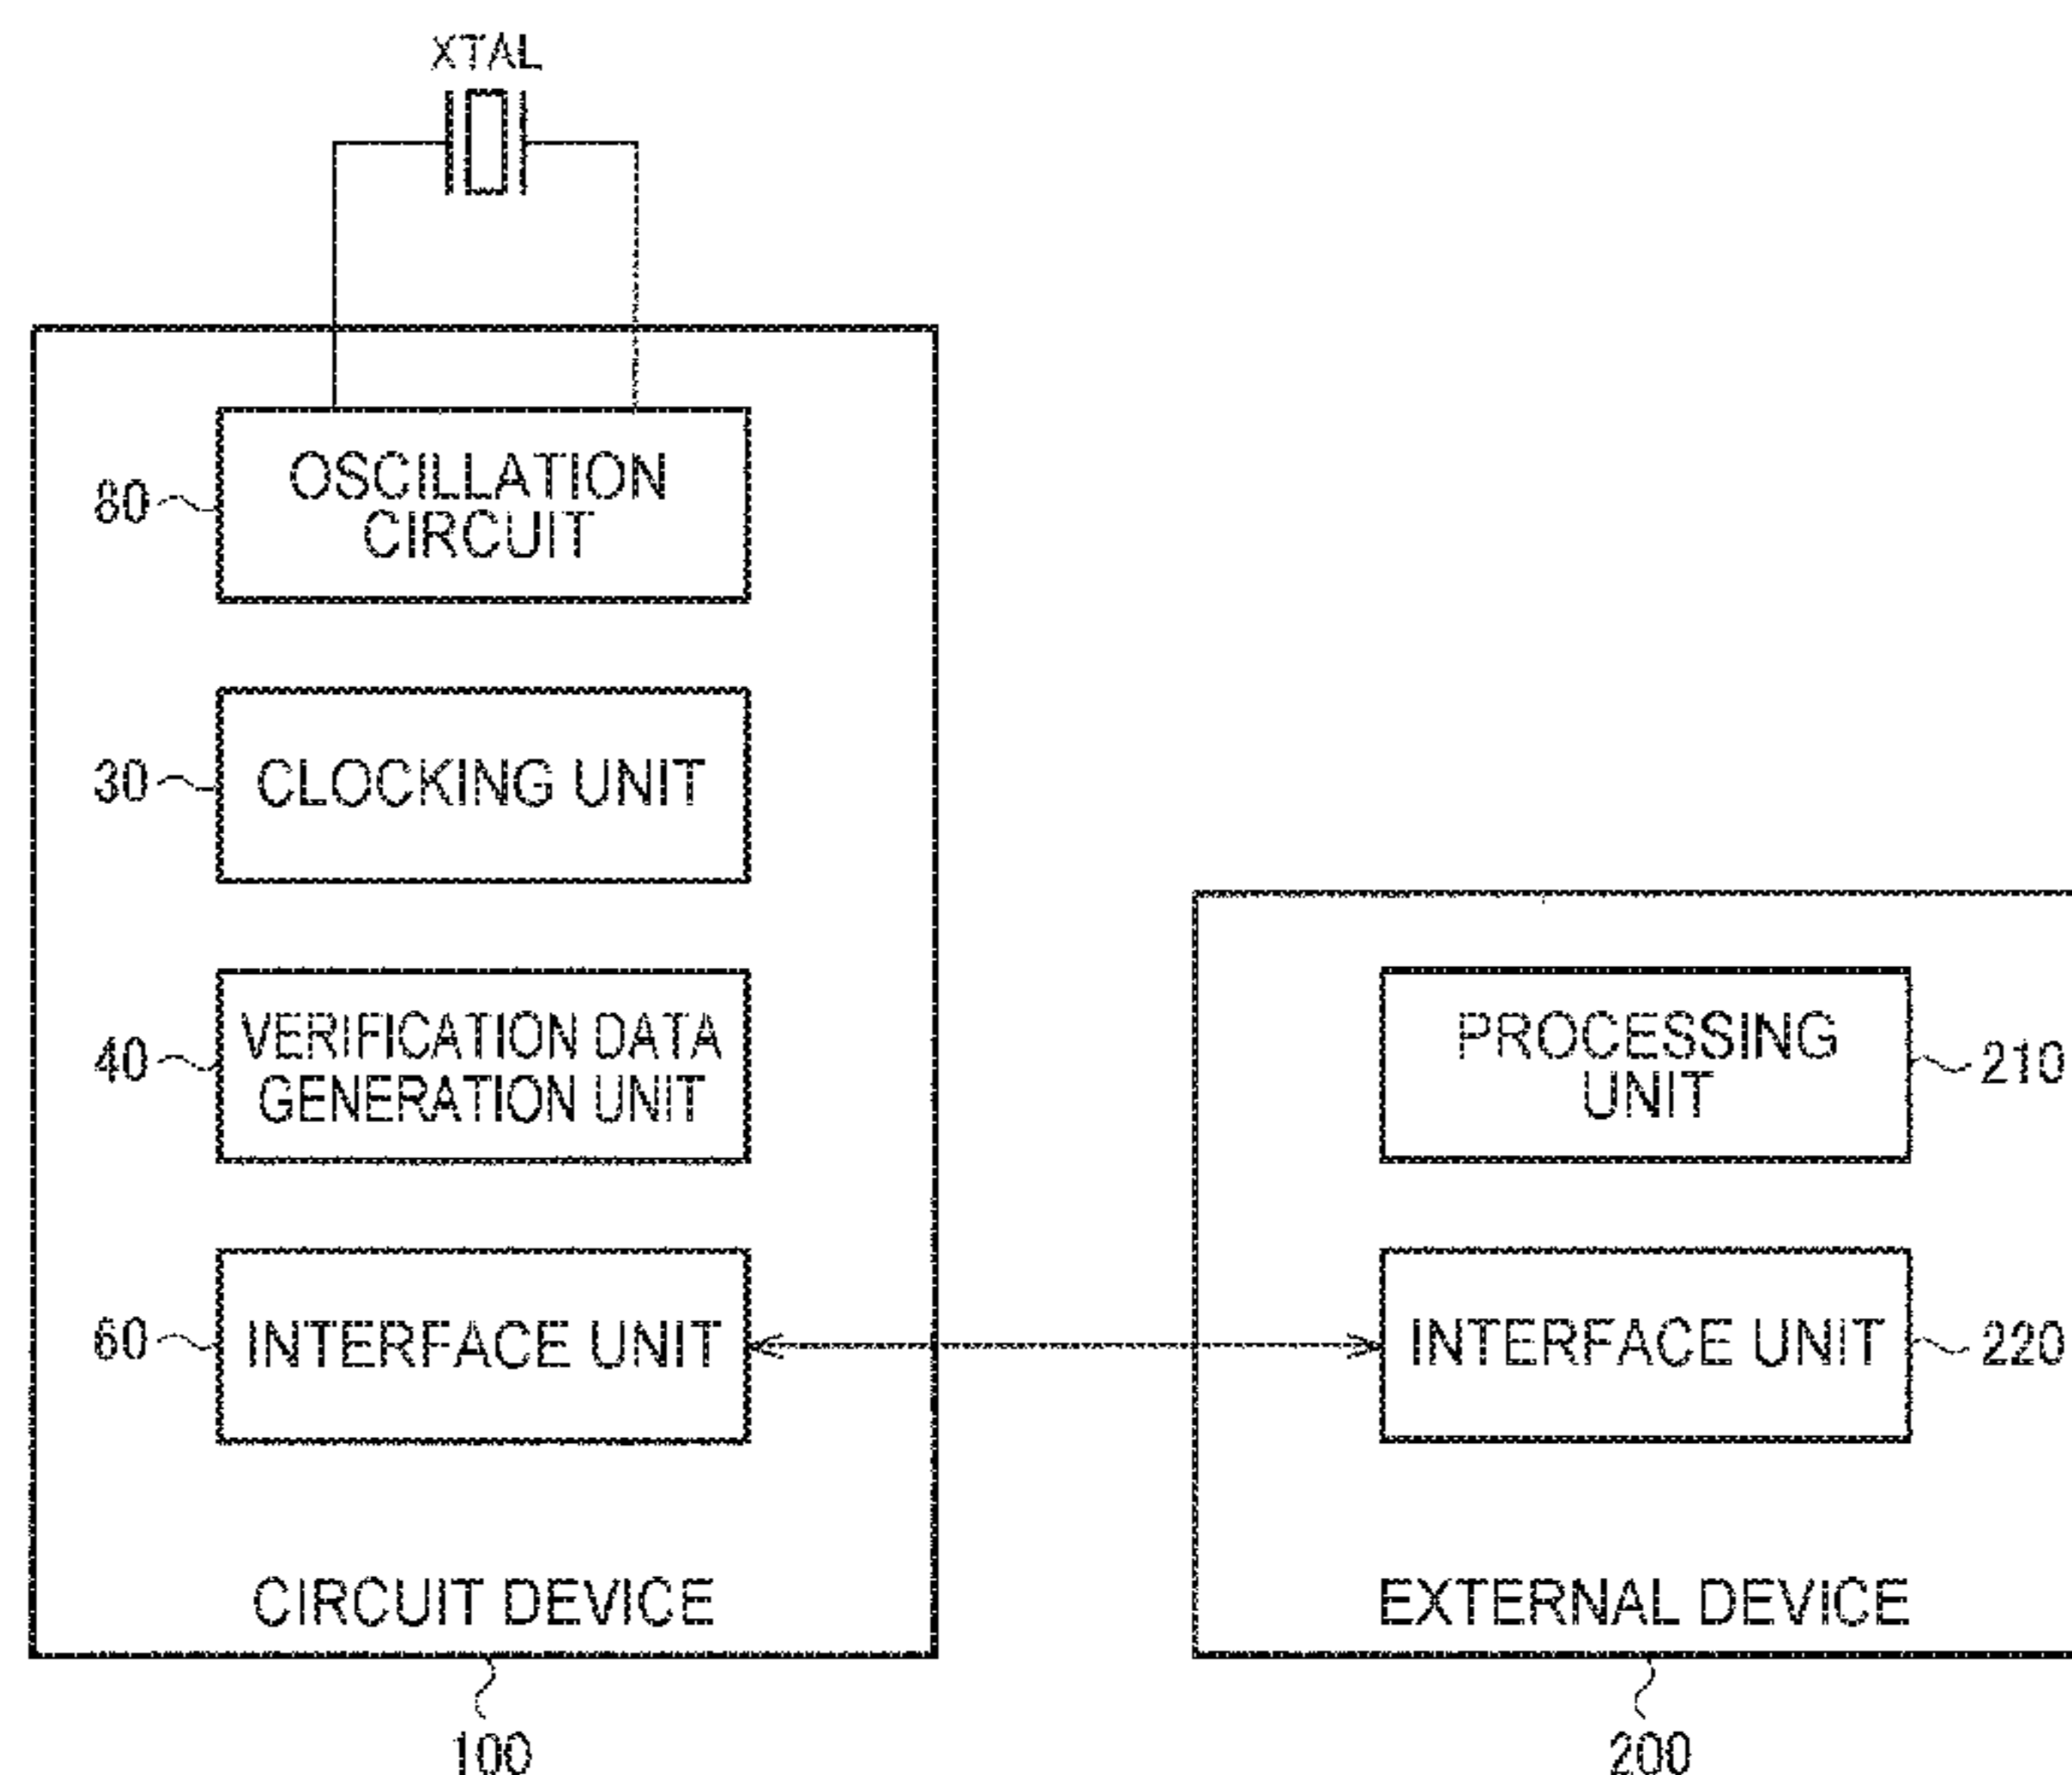 XTAL
80
OSCILLATION
CIRCUIT
30
CLOCKING UNIT
40
VERIFICATION DATA
GENERATION UNIT
60
INTERFACE UNIT
CIRCUIT DEVICE
100
PROCESSING
UNIT
210
INTERFACE UNIT
220
EXTERNAL DEVICE
200